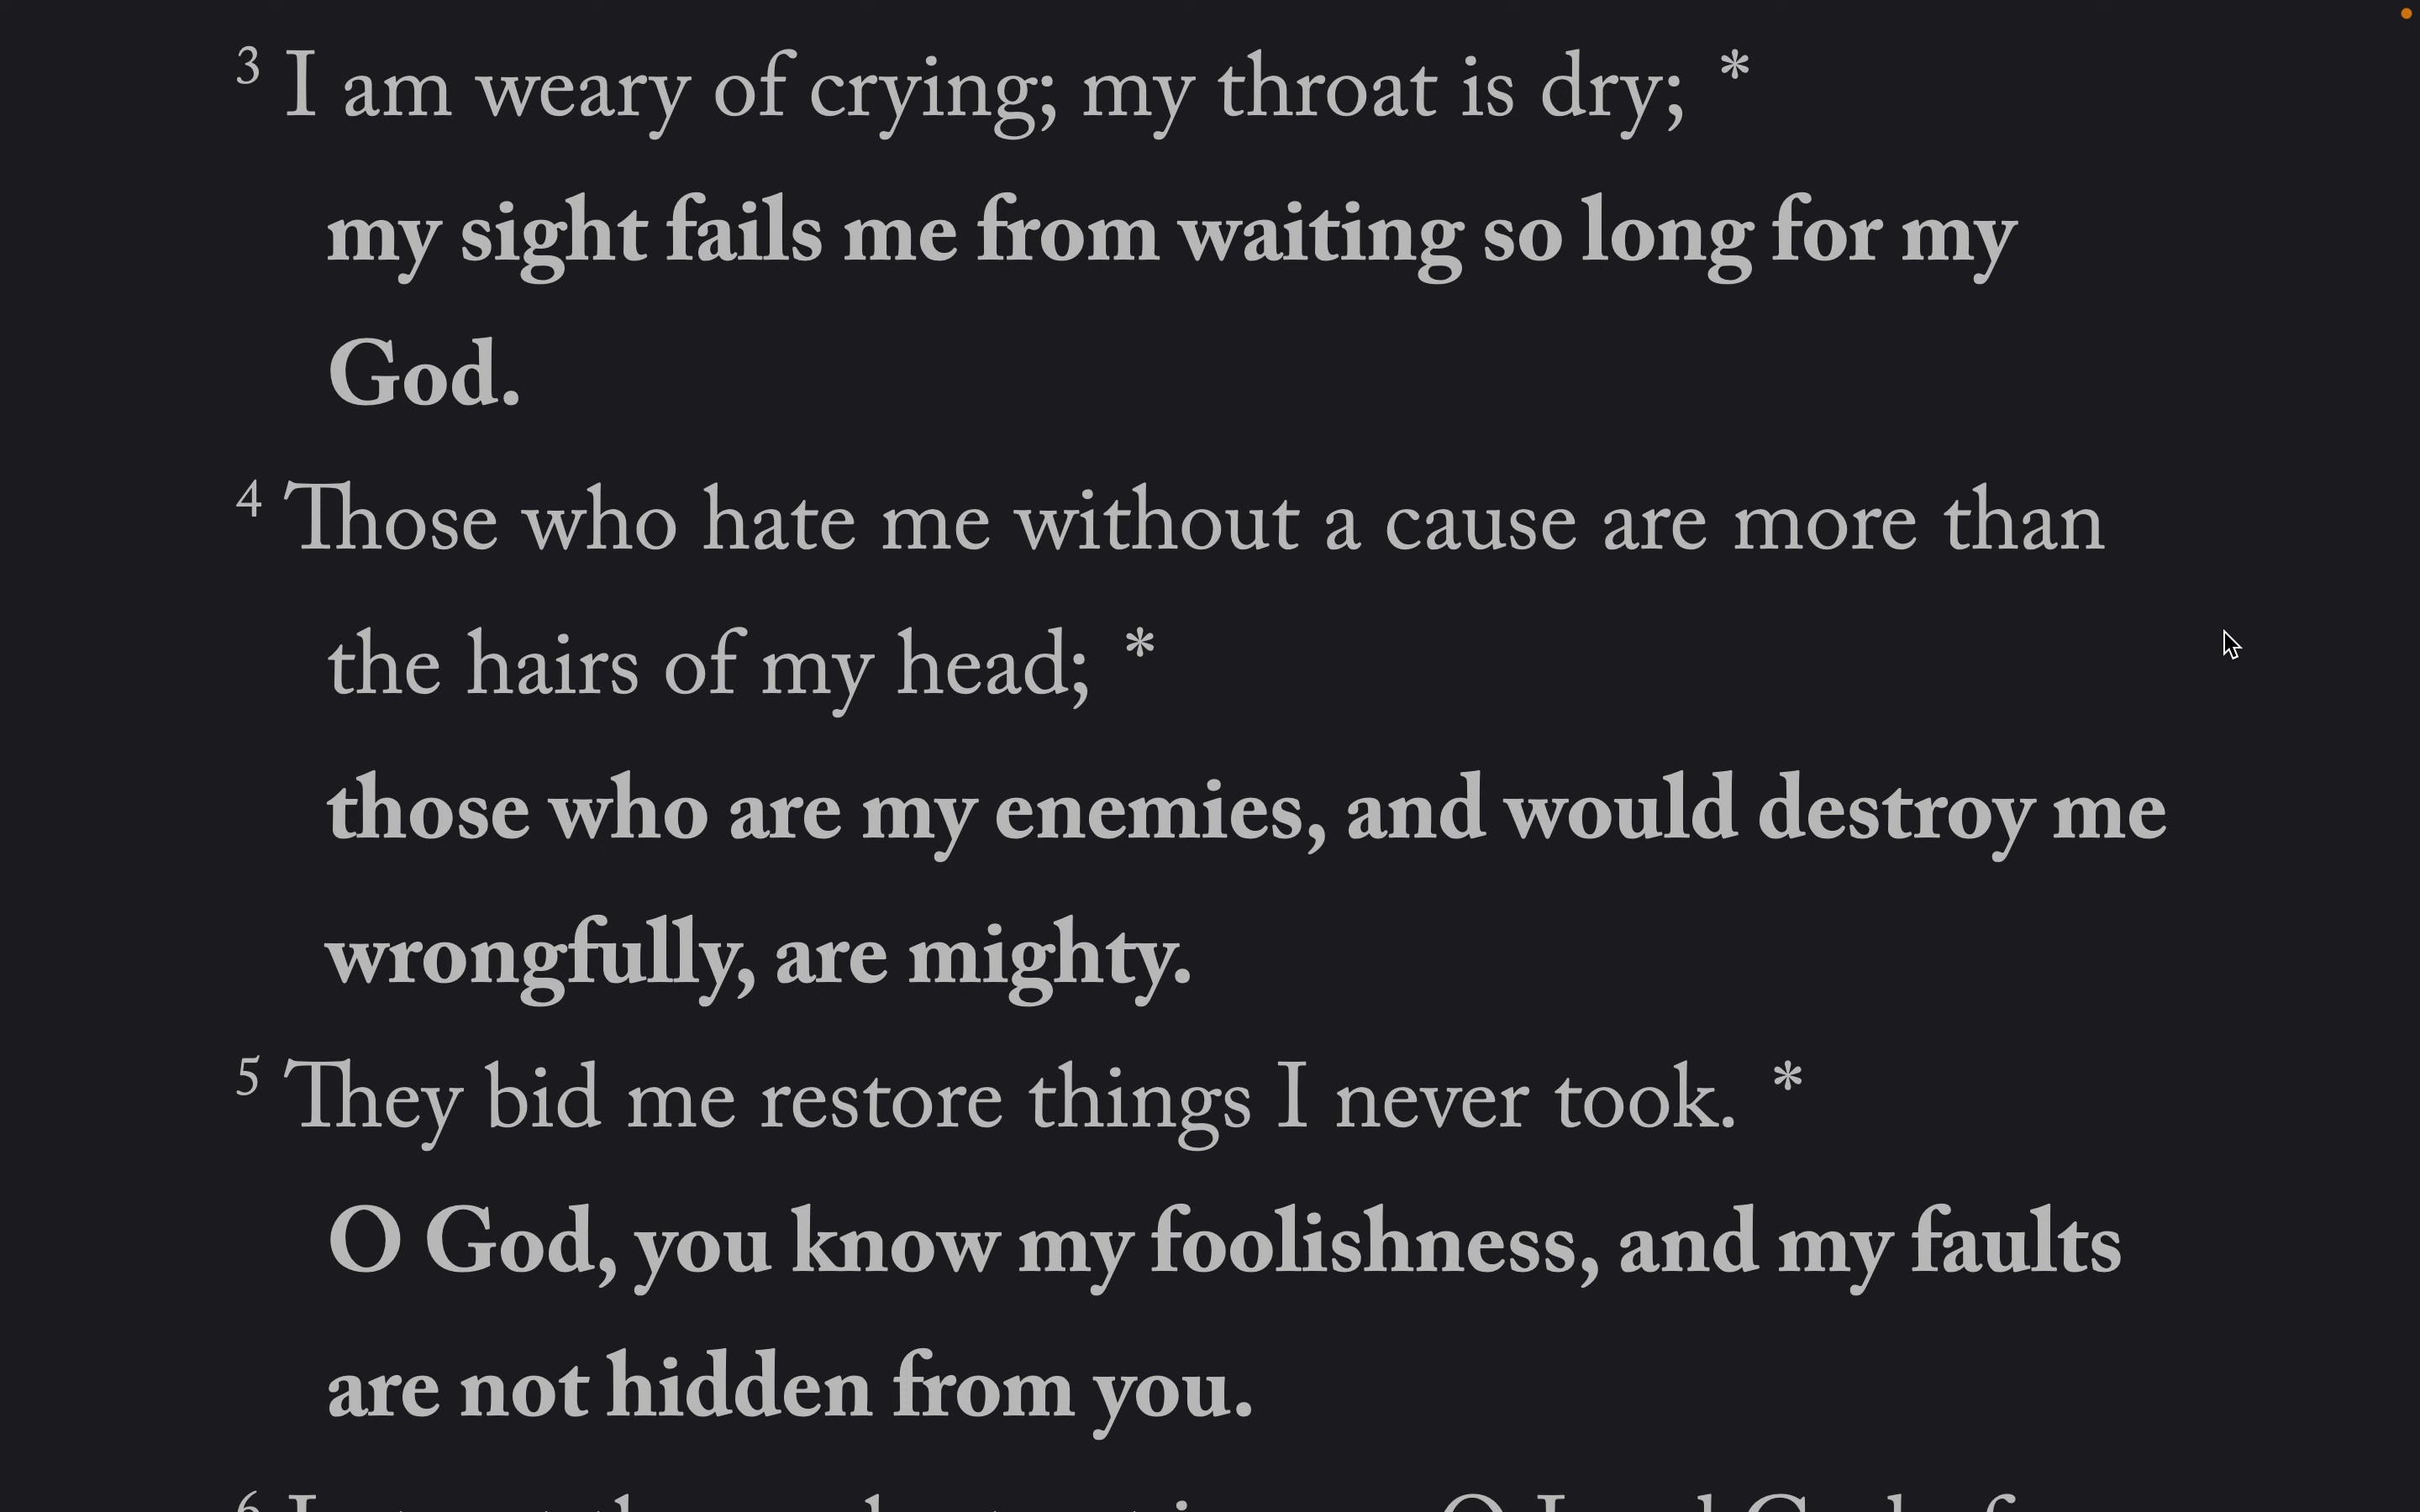 3 I am weary of crying; my throat is dry; *
my sight fails me from waiting so long for my
God.
4 Those who hate me without a cause are more than
the hairs of my head; *
those who are my enemies, and would destroy me
wrongfully, are mighty.
5 They bid me restore things I never took. *
O God, you know my foolishness, and my faults
are not hidden from you.
6